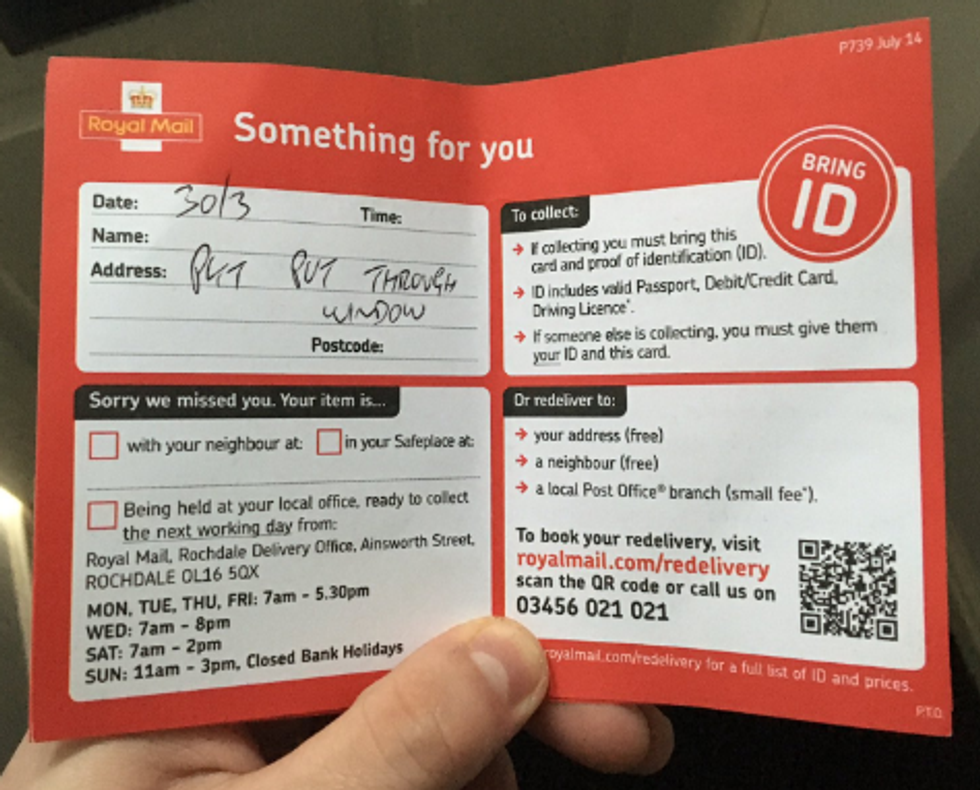 P739 July 14
Royal Mail
Something for you
Date: 30/3 Time:
Name:
Address: PUT THROUGH
WINDOW
Postcode:
BRING
ID
To collect:
→ If collecting you must bring this
card and proof of identification (ID).
→ ID includes valid Passport, Debit/Credit Card,
Driving Licence*.
→ If someone else is collecting, you must give them
your ID and this card.
Sorry we missed you. Your item is...
with your neighbour at: in your Safeplace at:
Being held at your local office, ready to collect
the next working day from:
Royal Mail, Rochdale Delivery Office, Ainsworth Street,
ROCHDALE OL16 5QX
MON, TUE, THU, FRI: 7am - 5.30pm
WED: 7am - 8pm
SAT: 7am - 2pm
SUN: 11am - 3pm, Closed Bank Holidays
Or redeliver to:
→ your address (free)
→ a neighbour (free)
→ a local Post Office® branch (small fee*).
To book your redelivery, visit
royalmail.com/redelivery
scan the QR code or call us on
03456 021 021
royalmail.com/redelivery for a full list of ID and prices.
P.T.O.